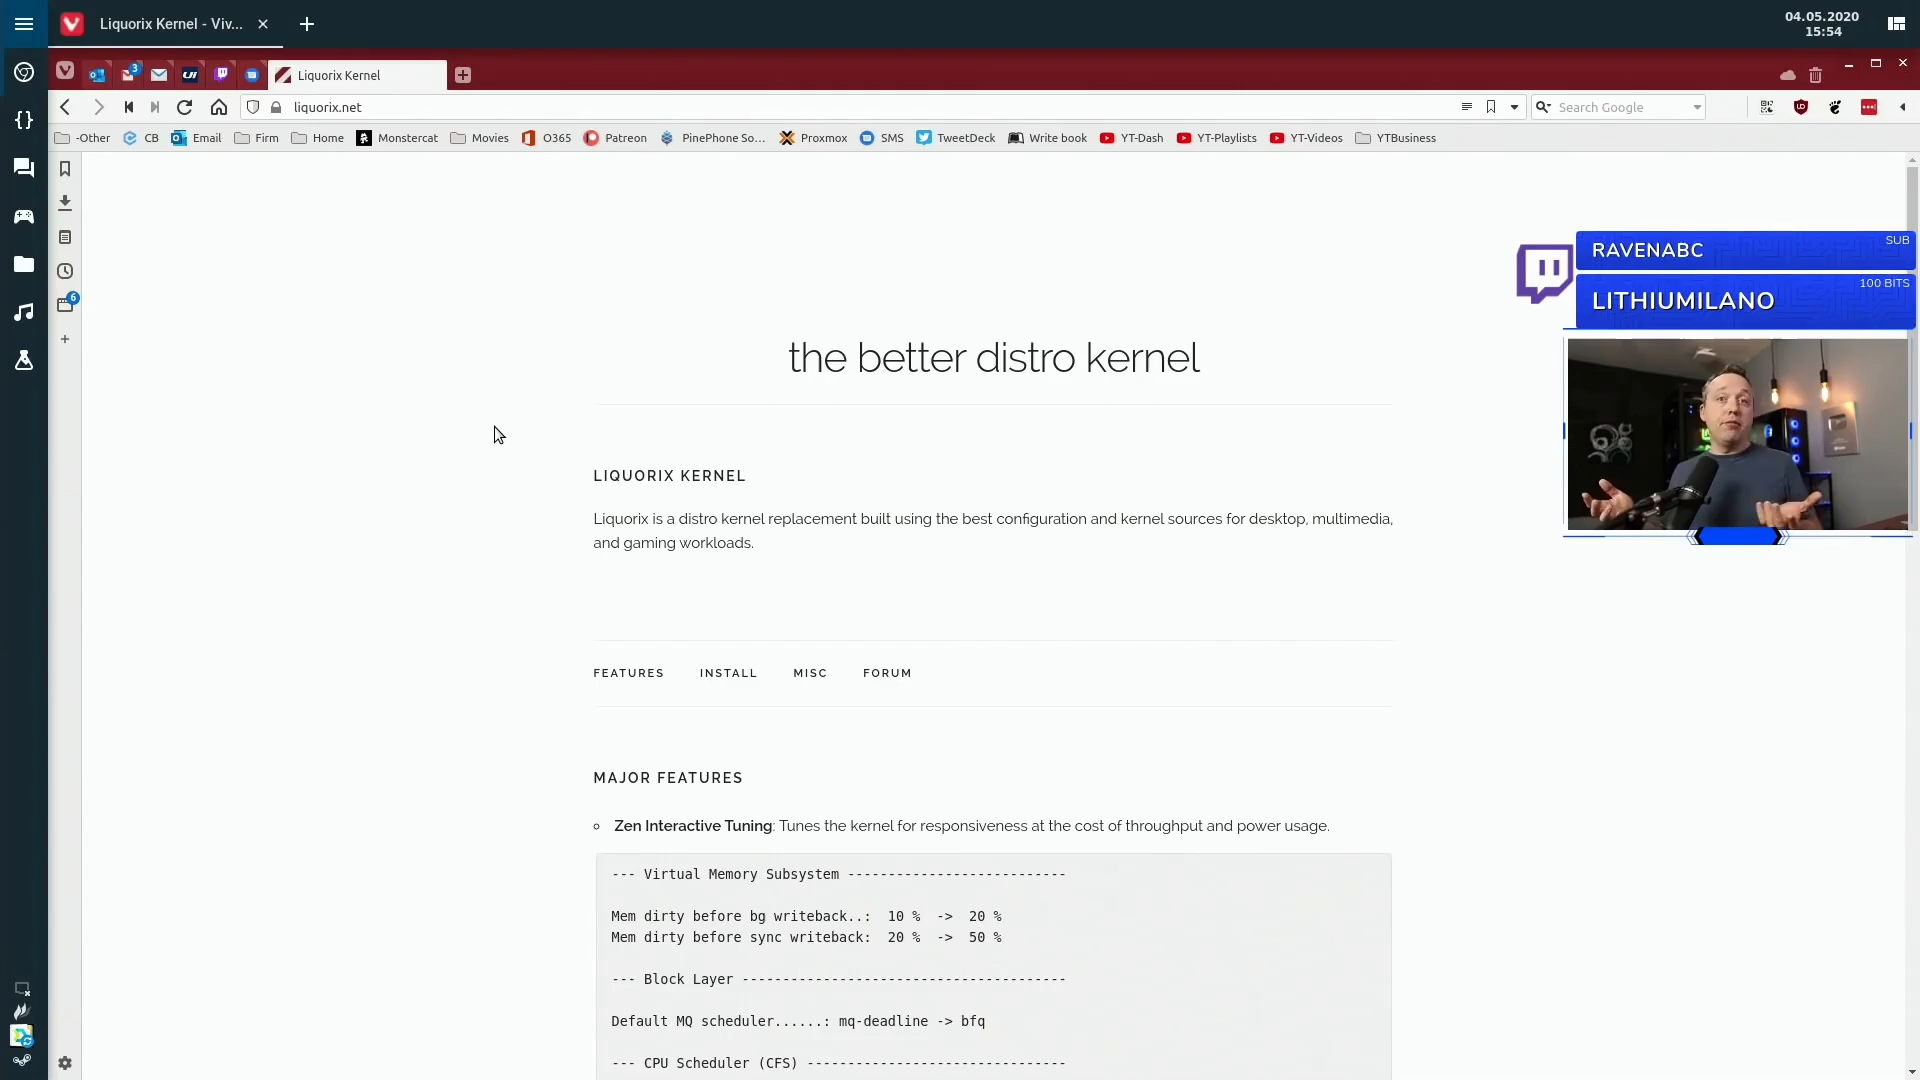 Liquorix Kernel - Viv...
04.05.2020
15:54
3
Liquorix Kernel
liquorix.net
Search Google
-Other
CB
Email
Firm
Home
Monstercat
Movies
O365
Patreon
PinePhone So...
Proxmox
SMS
TweetDeck
Write book
YT-Dash
YT-Playlists
YT-Videos
YTBusiness
6
RAVENABC
SUB
LITHIUMILANO
100 BITS
the better distro kernel
LIQUORIX KERNEL
Liquorix is a distro kernel replacement built using the best configuration and kernel sources for desktop, multimedia,
and gaming workloads.
FEATURES INSTALL MISC FORUM
MAJOR FEATURES
Zen Interactive Tuning: Tunes the kernel for responsiveness at the cost of throughput and power usage.
--- Virtual Memory Subsystem ---------------------------
Mem dirty before bg writeback..:  10 %  ->  20 %
Mem dirty before sync writeback:  20 %  ->  50 %
--- Block Layer ----------------------------------------
Default MQ scheduler......: mq-deadline -> bfq
--- CPU Scheduler (CFS) --------------------------------